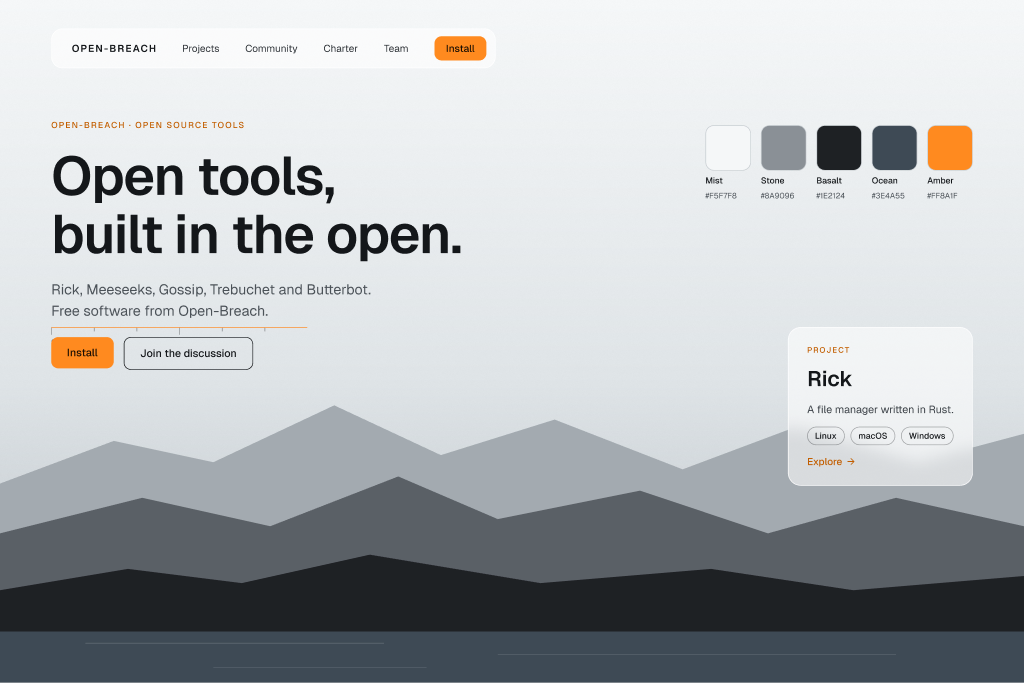 OPEN-BREACH Projects Community Charter Team Install
OPEN-BREACH · OPEN SOURCE TOOLS
Open tools,
built in the open.
Rick, Meeseeks, Gossip, Trebuchet and Butterbot.
Free software from Open-Breach.
Install Join the discussion
Mist Stone Basalt Ocean Amber
#F5F7F8 #8A9096 #1E2124 #3E4A55 #FF8A1F
PROJECT
Rick
A file manager written in Rust.
Linux macOS Windows
Explore →